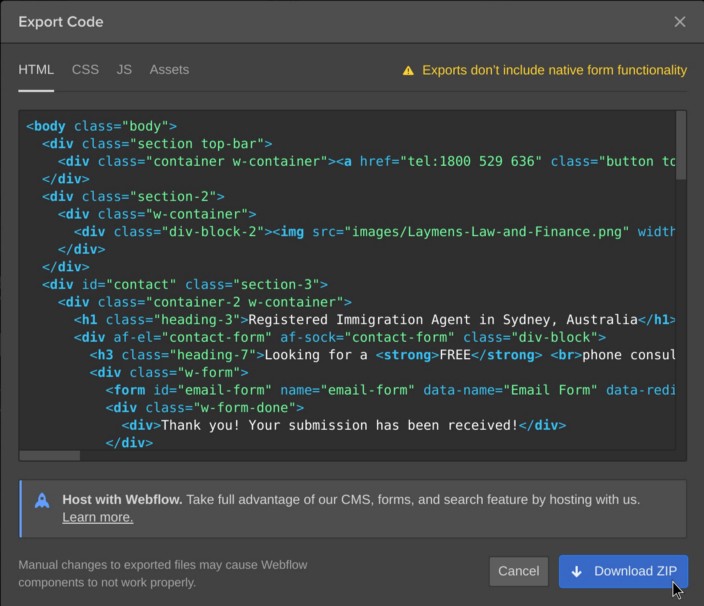 Export Code
HTML CSS JS Assets Exports don't include native form functionality
<body class="body">
<div class="section top-bar">
<div class="container w-container"><a href="tel:1800 529 636" class="button
</div>
<div class="section-2">
<div class="w-container">
<div class="div-block-2"><img src="images/Laymens-Law-and-Finance.png" width
</div>
</div>
<div id="contact" class="section-3">
<div class="container-2 w-container">
<h1 class="heading-3">Registered Immigration Agent in Sydney, Australia</h1>
<div af-el="contact-form" af-sock="contact-form" class="div-block">
<h3 class="heading-7">Looking for a <strong>FREE</strong> <br>phone consul
<div class="w-form">
<form id="email-form" name="email-form" data-name="Email Form" data-redi
<div class="w-form-done">
<div>Thank you! Your submission has been received!</div>
</div>
Host with Webflow. Take full advantage of our CMS, forms, and search feature by hosting with us.
Learn more.
Manual changes to exported files may cause Webflow
components to not work properly.
Cancel Download ZIP